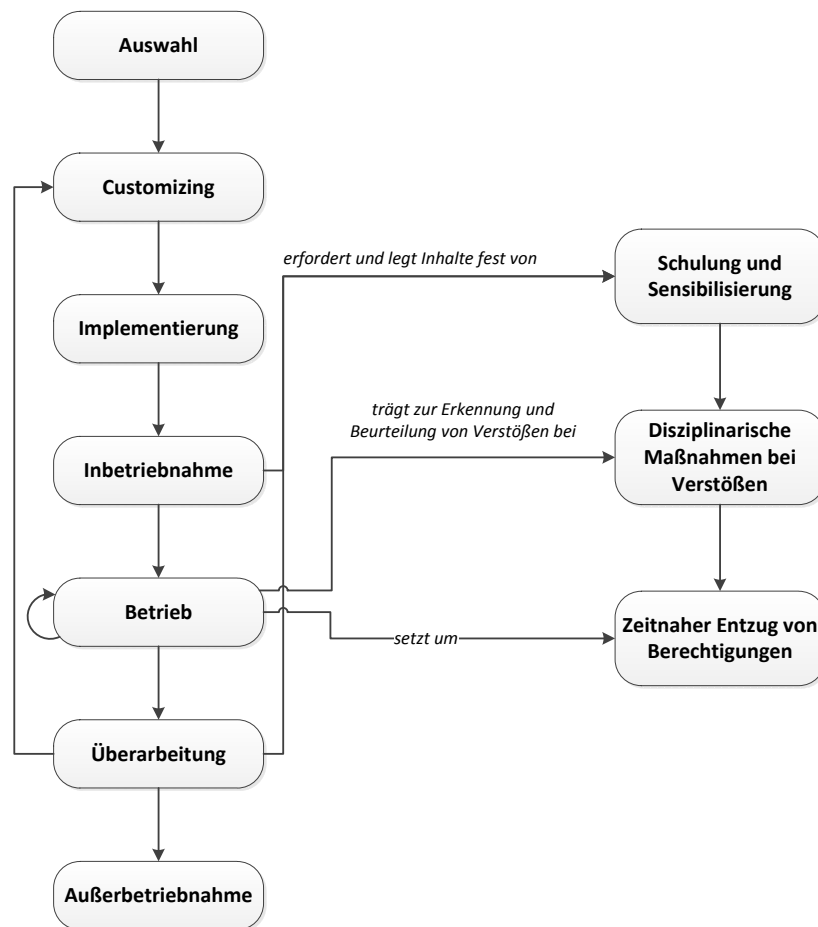 Auswahl
Customizing
erfordert und legt Inhalte fest von
Schulung und
Sensibilisierung
Implementierung
trägt zur Erkennung und
Beurteilung von Verstößen bei
Disziplinarische
Maßnahmen bei
Verstößen
Inbetriebnahme
Betrieb
setzt um
Zeitnaher Entzug von
Berechtigungen
Überarbeitung
Außerbetriebnahme